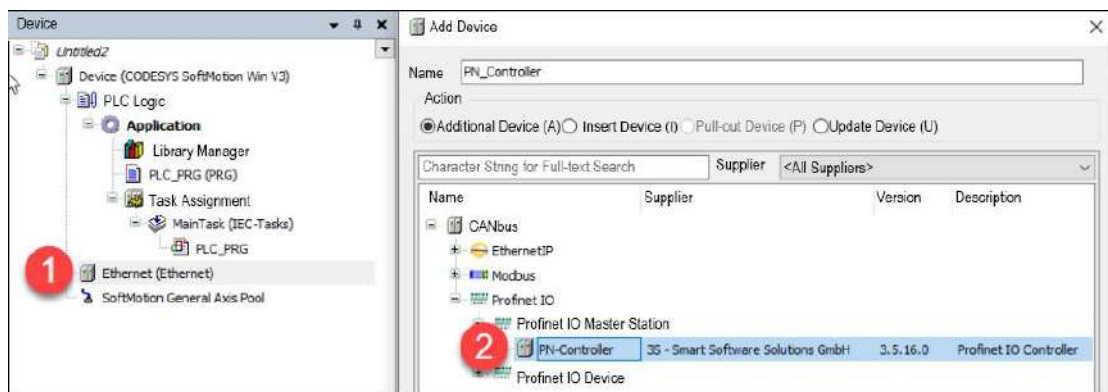 Device
Untitled2
Device (CODESYS SoftMotion Win V3)
PLC Logic
Application
Library Manager
PLC_PRG (PRG)
Task Assignment
MainTask (IEC-Tasks)
PLC_PRG
1
Ethernet (Ethernet)
SoftMotion General Axis Pool
Add Device
Name PN_Controller
Action
Additional Device (A) Insert Device (I) Pull-out Device (P) Update Device (U)
Character String for Full-text Search Supplier <All Suppliers>
Name Supplier Version Description
CANbus
EthernetIP
Modbus
Profinet IO
Profinet IO Master Station
2
PN-Controller 3S - Smart Software Solutions GmbH 3.5.16.0 Profinet IO Controller
Profinet IO Device